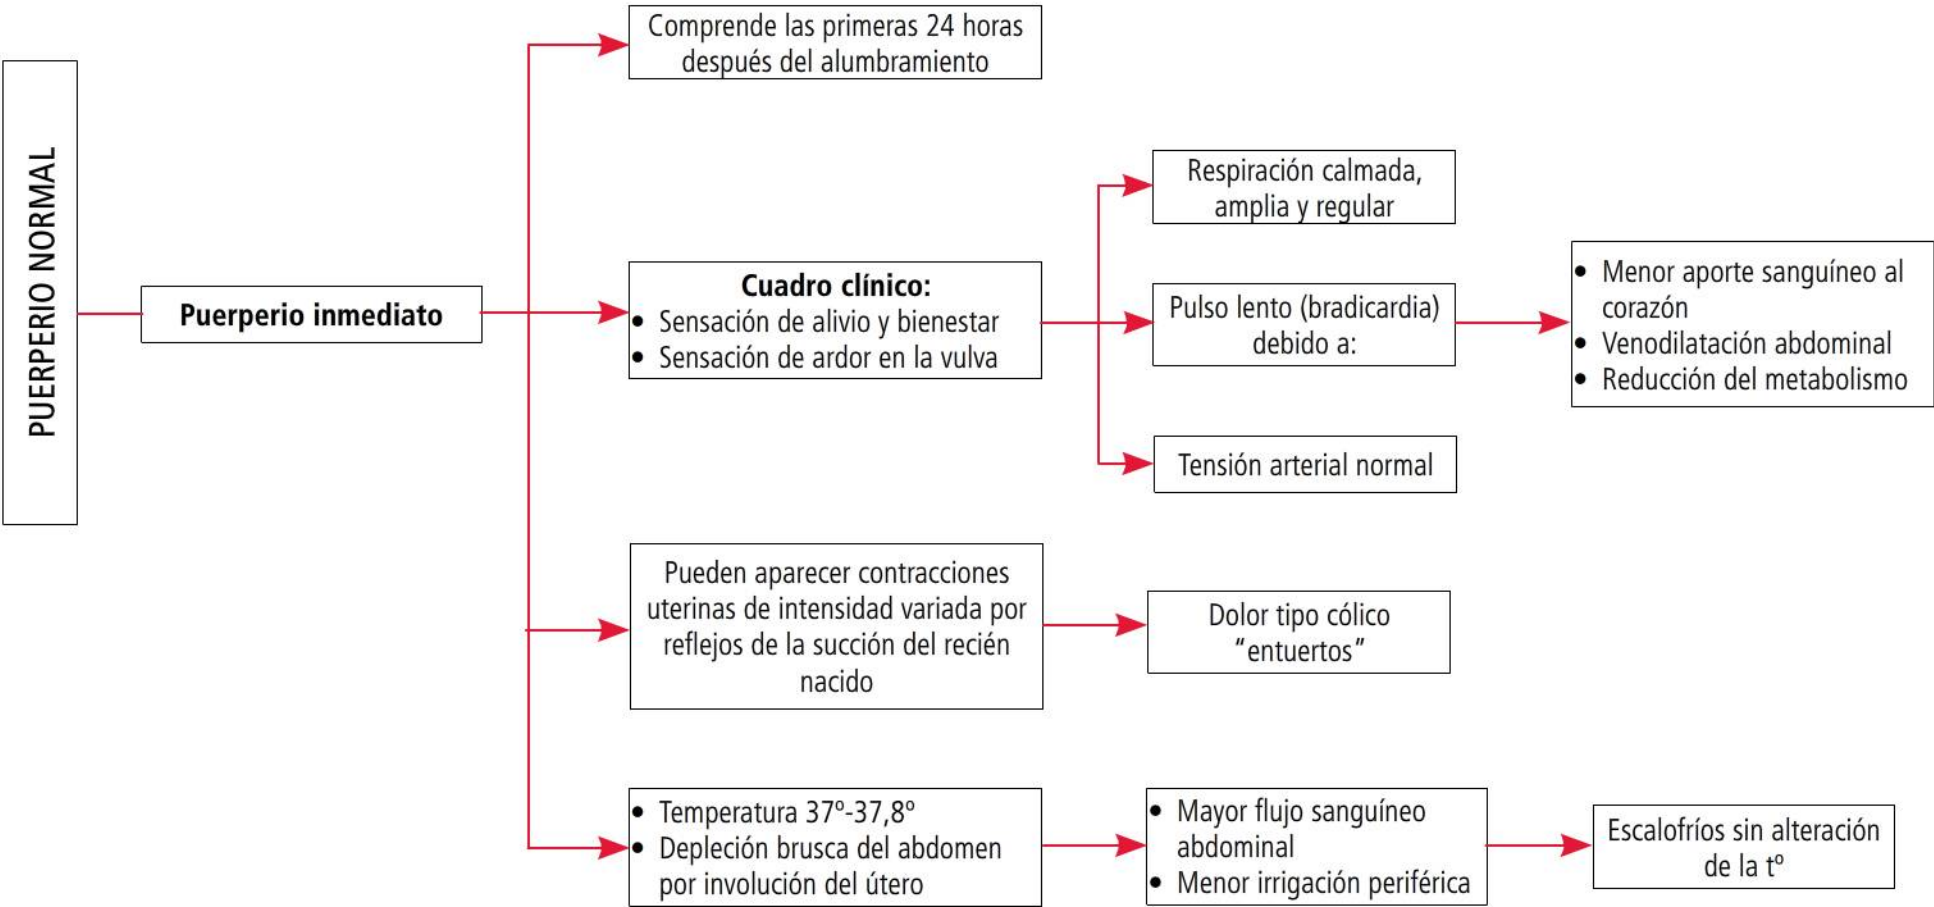 PUERPERIO NORMAL
Puerperio inmediato
Comprende las primeras 24 horas
después del alumbramiento
Cuadro clínico:
• Sensación de alivio y bienestar
• Sensación de ardor en la vulva
Respiración calmada,
amplia y regular
Pulso lento (bradicardia)
debido a:
• Menor aporte sanguíneo al
corazón
• Venodilatación abdominal
• Reducción del metabolismo
Tensión arterial normal
Pueden aparecer contracciones
uterinas de intensidad variada por
reflejos de la succión del recién
nacido
Dolor tipo cólico
“entuertos”
• Temperatura 37º-37,8º
• Depleción brusca del abdomen
por involución del útero
• Mayor flujo sanguíneo
abdominal
• Menor irrigación periférica
Escalofríos sin alteración
de la tº